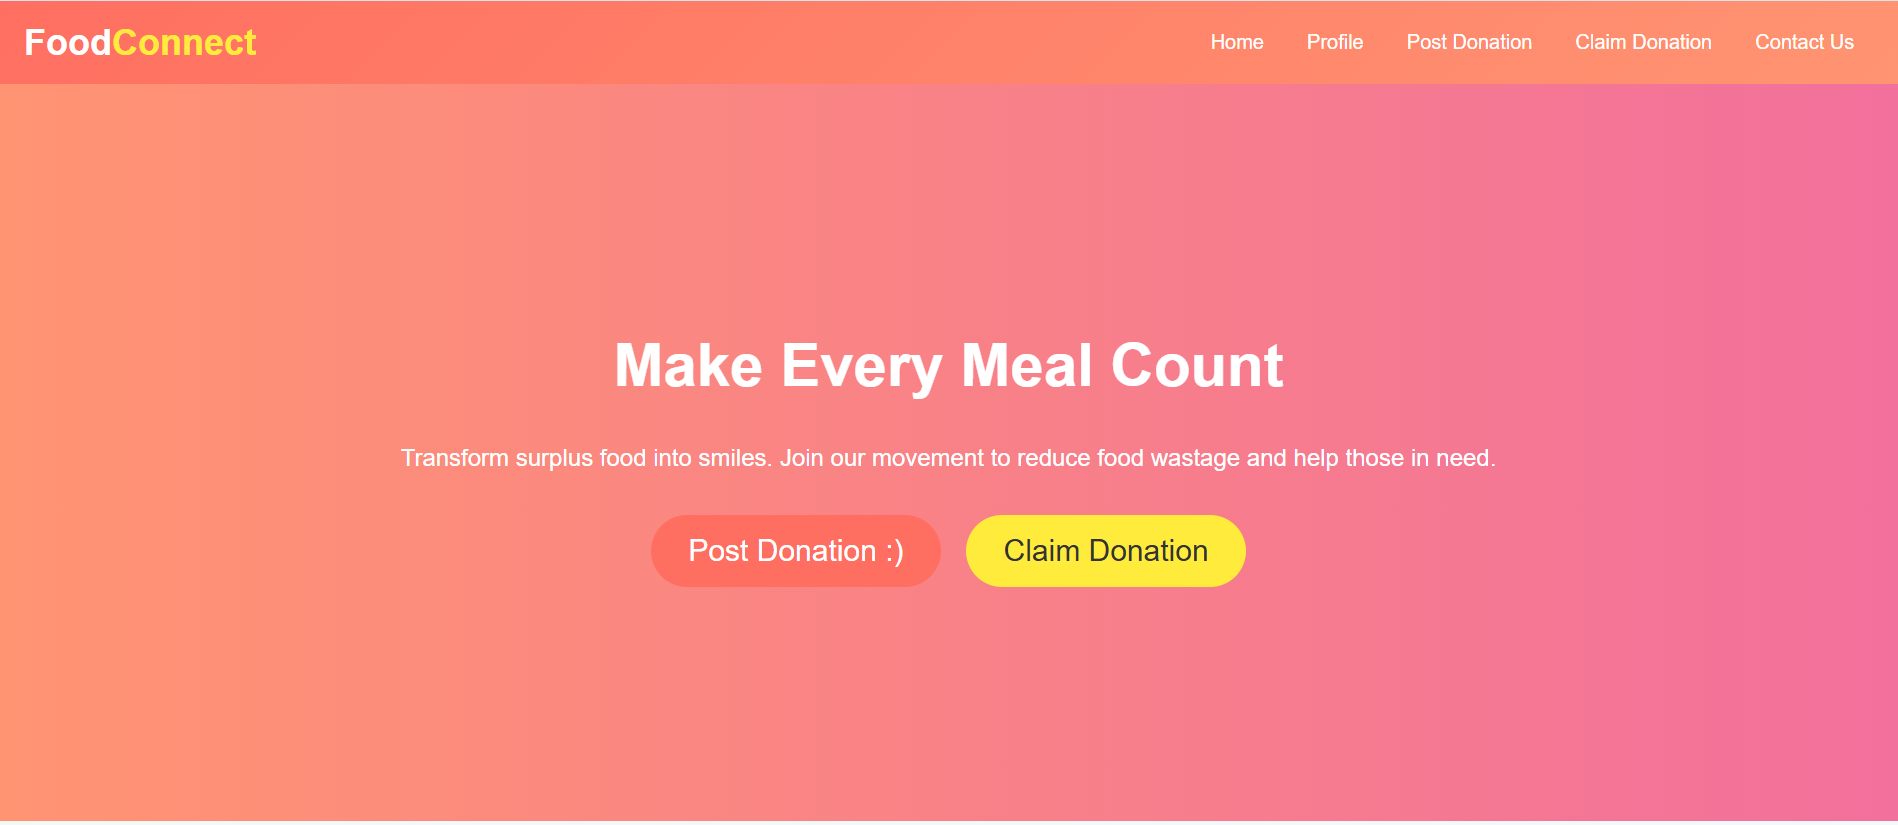 FoodConnect
Home Profile Post Donation Claim Donation Contact Us
Make Every Meal Count
Transform surplus food into smiles. Join our movement to reduce food wastage and help those in need.
Post Donation :)
Claim Donation